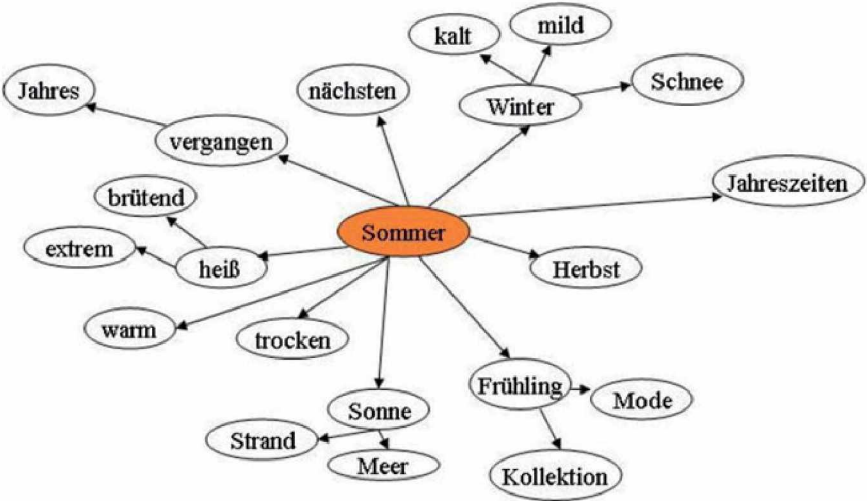 mild
kalt
Schnee
Jahres
nächsten
Winter
vergangen
Jahreszeiten
brütend
Sommer
extrem
heiß
Herbst
warm
trocken
Frühling
Mode
Sonne
Strand
Meer
Kollektion